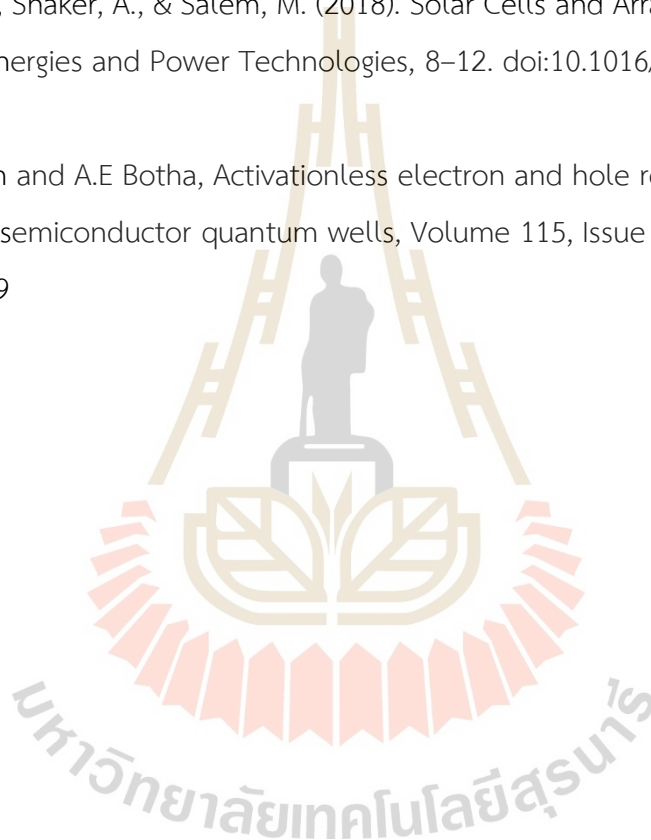 , Shaker, A., & Salem, M. (2018). Solar Cells and Arra
nergies and Power Technologies, 8–12. doi:10.1016/
n and A.E Botha, Activationless electron and hole re
semiconductor quantum wells, Volume 115, Issue
9
มหาวิทยาลัยเทคโนโลยีสุรนารี